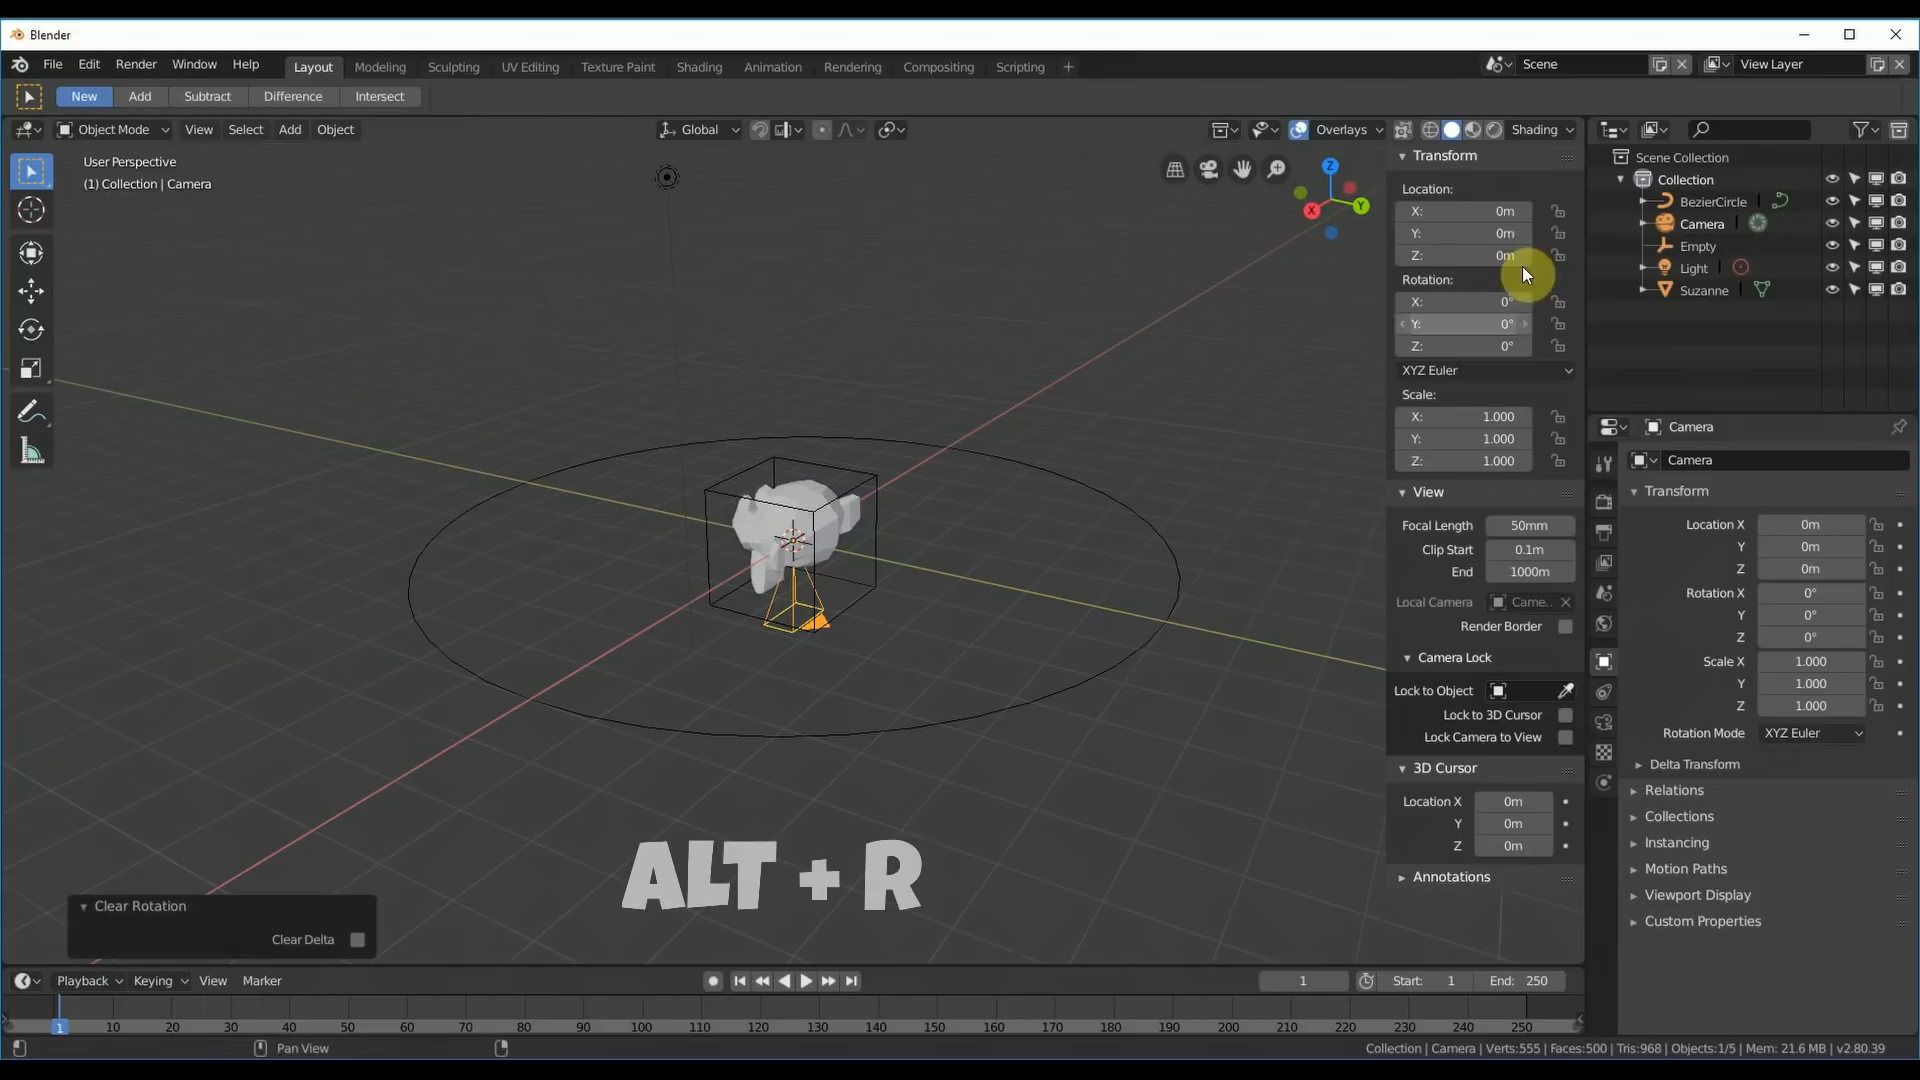 Blender
File Edit Render Window Help Layout Modeling Sculpting UV Editing Texture Paint Shading Animation Rendering Compositing Scripting + Scene View Layer
New Add Subtract Difference Intersect
Object Mode View Select Add Object Global Overlays Shading
User Perspective
(1) Collection | Camera
Z
X
Y
Transform
Location:
X: 0m
Y: 0m
Z: 0m
Rotation:
X: 0°
Y: 0°
Z: 0°
XYZ Euler
Scale:
X: 1.000
Y: 1.000
Z: 1.000
View
Focal Length 50mm
Clip Start 0.1m
End 1000m
Local Camera Came..
Render Border
Camera Lock
Lock to Object
Lock to 3D Cursor
Lock Camera to View
3D Cursor
Location X 0m
Y 0m
Z 0m
Annotations
Scene Collection
Collection
BezierCircle
Camera
Empty
Light
Suzanne
Camera
Camera
Transform
Location X 0m
Y 0m
Z 0m
Rotation X 0°
Y 0°
Z 0°
Scale X 1.000
Y 1.000
Z 1.000
Rotation Mode XYZ Euler
Delta Transform
Relations
Collections
Instancing
Motion Paths
Viewport Display
Custom Properties
ALT + R
Clear Rotation
Clear Delta
Playback Keying View Marker 1 Start: 1 End: 250
1 10 20 30 40 50 60 70 80 90 100 110 120 130 140 150 160 170 180 190 200 210 220 230 240 250
Pan View Collection | Camera | Verts:555 | Faces:500 | Tris:968 | Objects:1/5 | Mem: 21.6 MB | v2.80.39